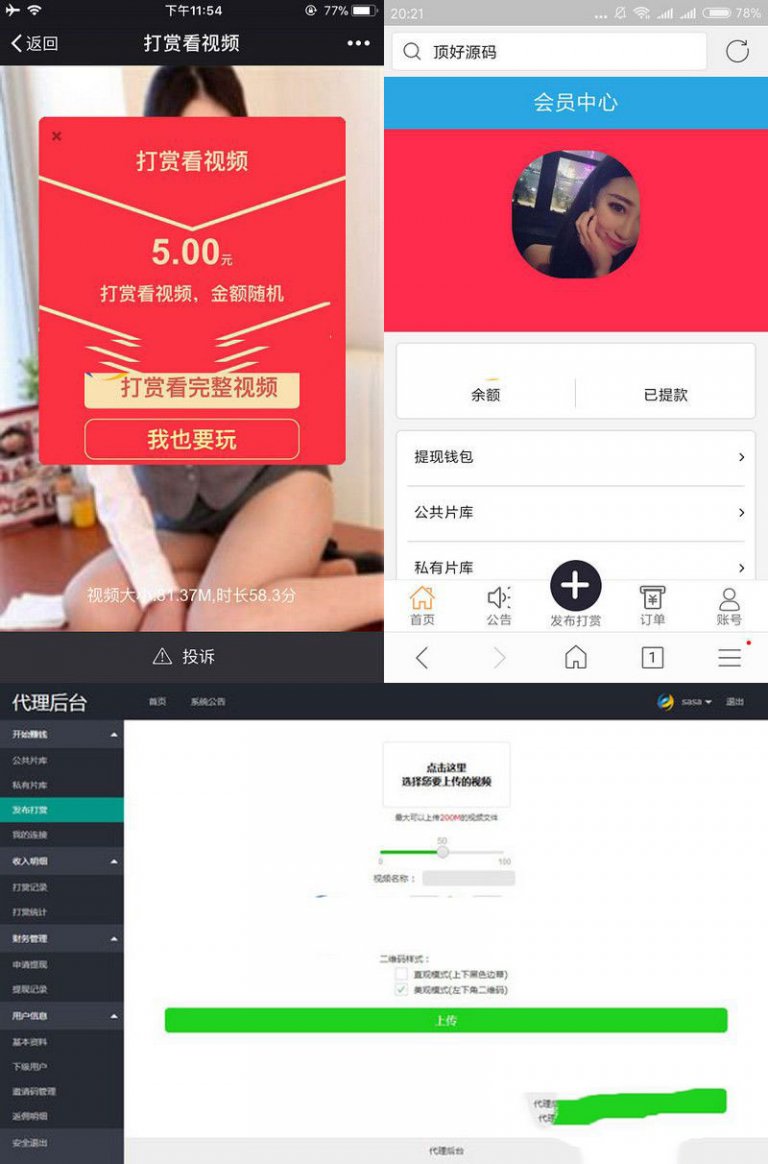 下午11:54
77%
返回
打赏看视频
打赏看视频
5.00元
打赏看视频，金额随机
打赏看完整视频
我也要玩
视频大小:81.37M,时长58.3分
投诉
20:21
78%
顶好源码
会员中心
余额
已提款
提现钱包
公共片库
私有片库
首页
公告
发布打赏
订单
账号
1
代理后台
首页
系统公告
sasa
退出
开始赚钱
公共片库
私有片库
发布打赏
我的连接
收入明细
打赏记录
打赏统计
财务管理
申请提现
提现记录
用户信息
基本资料
下级用户
邀请码管理
返佣明细
安全退出
点击这里
选择您要上传的视频
最大可以上传200M的视频文件
50
0
100
视频名称：
二维码样式：
直观模式(上下黑色边带)
美观模式(左下角二维码)
上传
代理
代理
代理后台